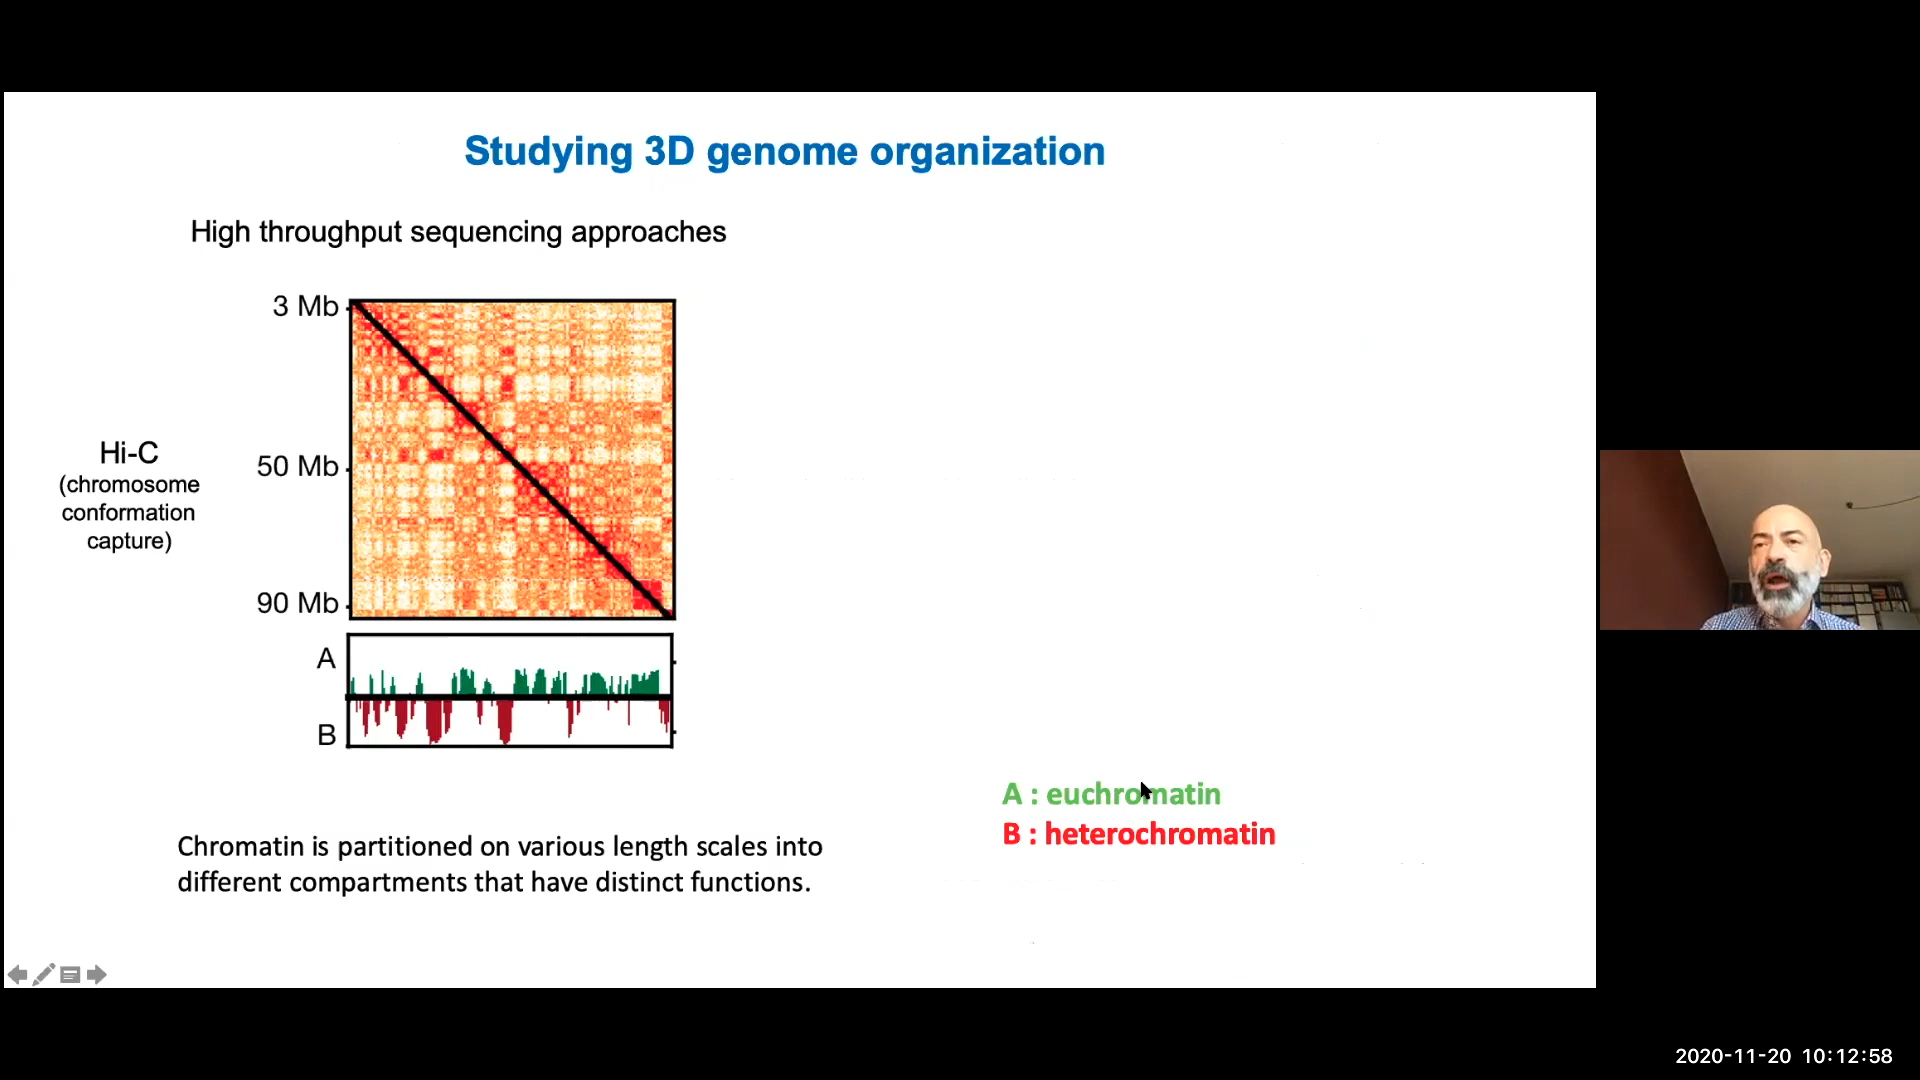 Studying 3D genome organization
High throughput sequencing approaches
3 Mb
50 Mb
90 Mb
Hi-C
(chromosome
conformation
capture)
A
B
A : euchromatin
B : heterochromatin
Chromatin is partitioned on various length scales into
different compartments that have distinct functions.
2020-11-20 10:12:58